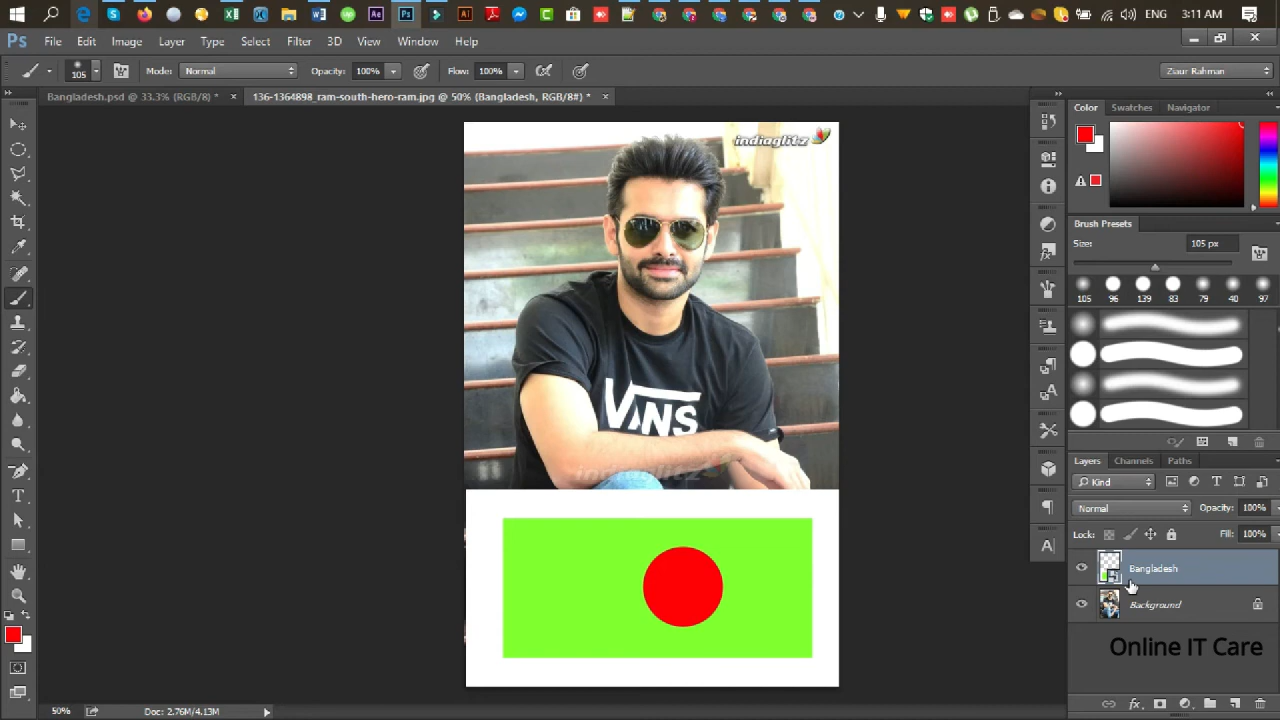 ENG 3:11 AM
Ps File Edit Image Layer Type Select Filter 3D View Window Help
105 Mode: Normal Opacity: 100% Flow: 100% Ziaur Rahman
Bangladesh.psd @ 33.3% (RGB/8) * × 136-1364898_ram-south-hero-ram.jpg @ 50% (Bangladesh, RGB/8#) * ×
Color Swatches Navigator
indiaglitz
Brush Presets
Size: 105 px
105 96 139 83 79 40 97
VANS
indiaglitz
Layers Channels Paths
Kind
Normal Opacity: 100%
Lock: Fill: 100%
Bangladesh
Background
Online IT Care
50% Doc: 2.76M/4.13M